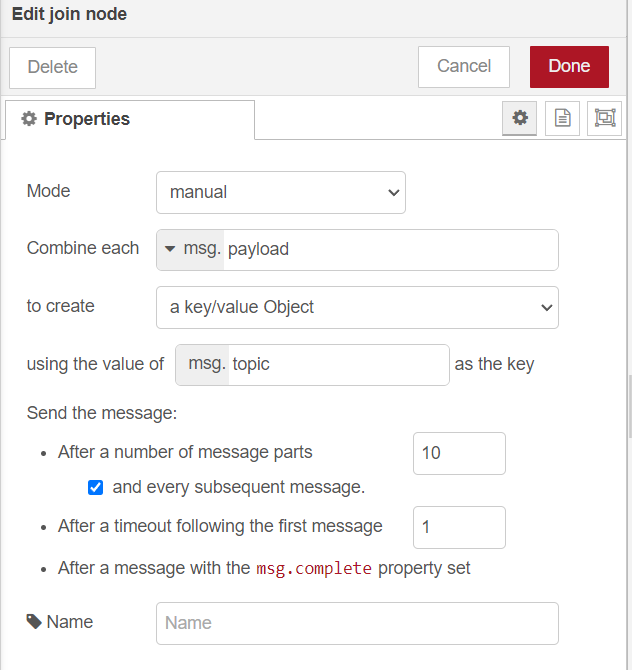 Edit join node
Delete Cancel Done
Properties
Mode manual
Combine each msg. payload
to create a key/value Object
using the value of msg. topic as the key
Send the message:
• After a number of message parts 10
and every subsequent message.
• After a timeout following the first message 1
• After a message with the msg.complete property set
Name Name